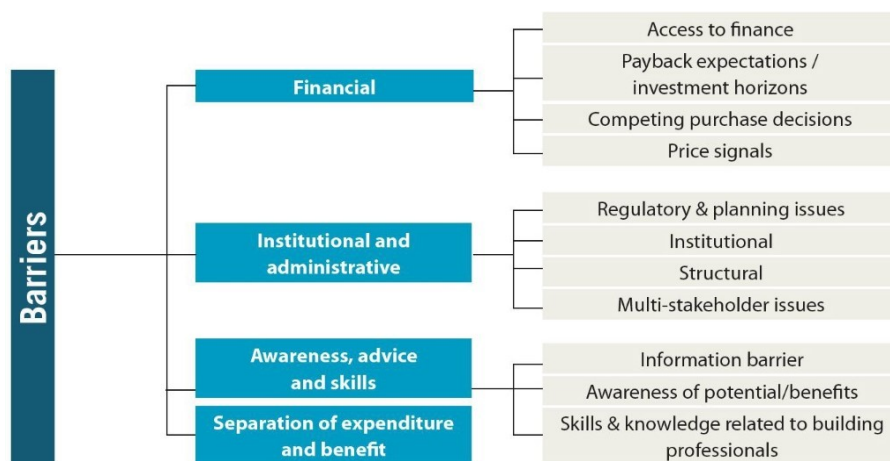 Barriers
Financial
Access to finance
Payback expectations /
investment horizons
Competing purchase decisions
Price signals
Institutional and
administrative
Regulatory & planning issues
Institutional
Structural
Multi-stakeholder issues
Awareness, advice
and skills
Information barrier
Awareness of potential/benefits
Skills & knowledge related to building
professionals
Separation of expenditure
and benefit